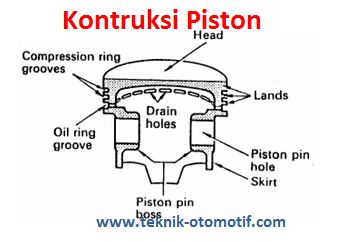 Kontruksi Piston
Head
Compression ring
grooves
Lands
Drain
holes
Oil ring
groove
Piston pin
hole
Skirt
Piston pin
boss
www.teknik-otomotif.com